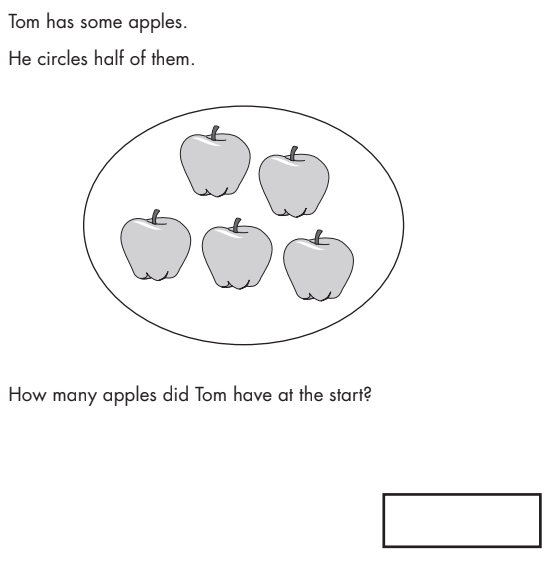 Tom has some apples.
He circles half of them.
How many apples did Tom have at the start?